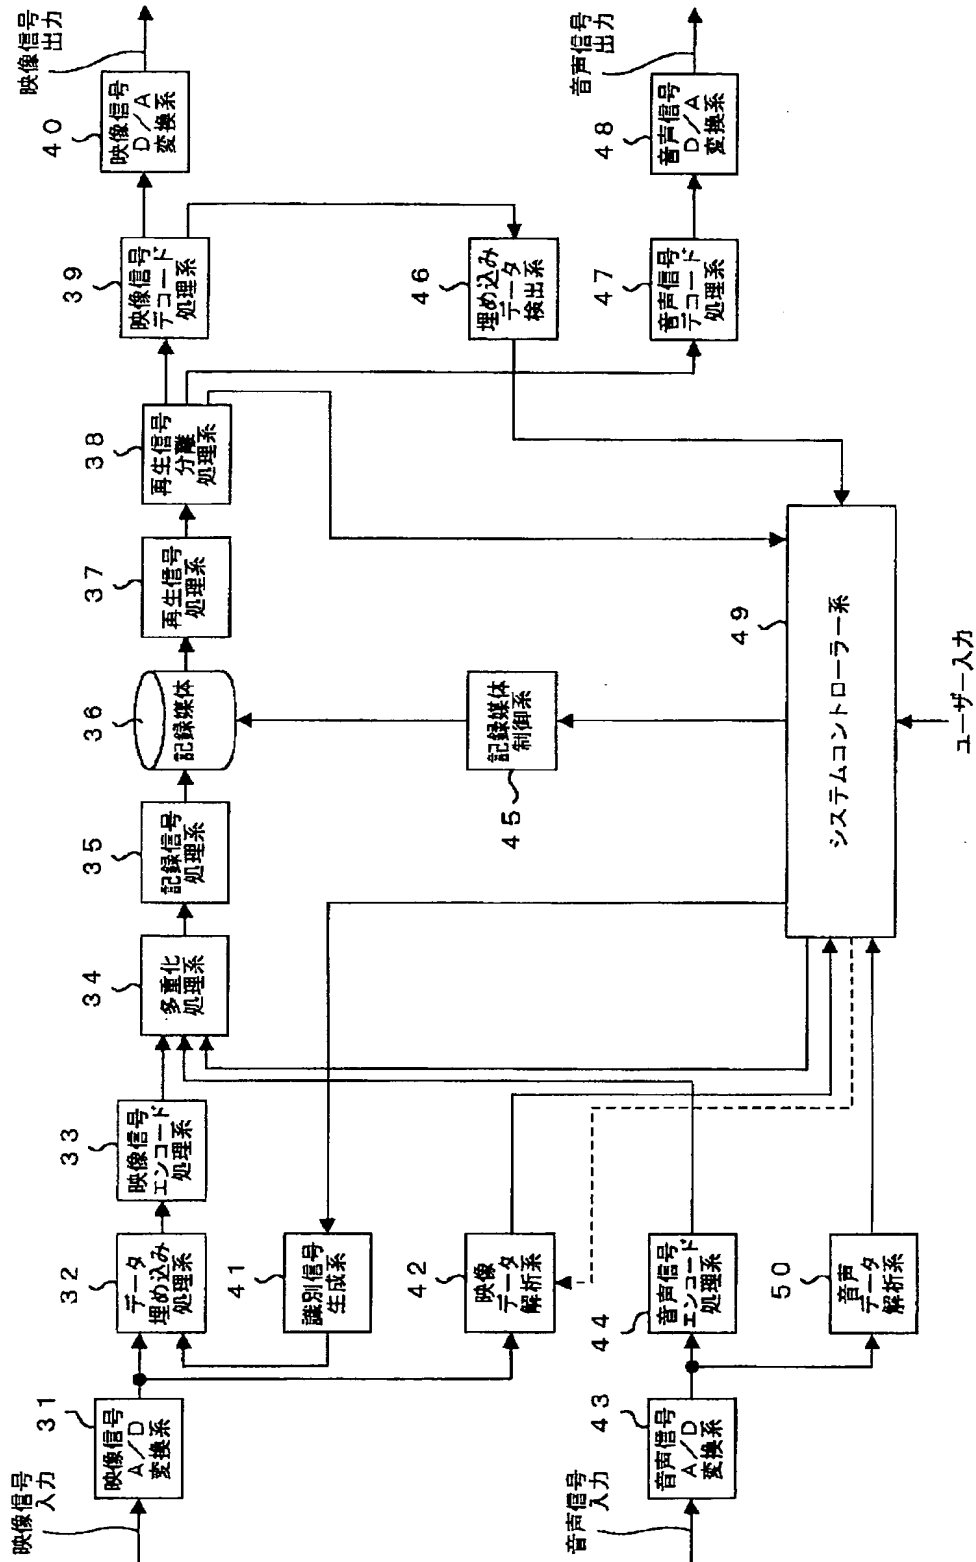 映像信号
入力
31
映像信号
A/D
変換系
32
データ
埋め込み
処理系
33
映像信号
エンコード
処理系
34
多重化
処理系
35
記録信号
処理系
36
記録媒体
37
再生信号
処理系
38
再生信号
分離
処理系
39
映像信号
デコード
処理系
40
映像信号
D/A
変換系
映像信号
出力
41
識別信号
生成系
42
映像
データ
解析系
45
記録媒体
制御系
46
埋め込み
データ
検出系
音声信号
入力
43
音声信号
A/D
変換系
44
音声信号
エンコード
処理系
47
音声信号
デコード
処理系
48
音声信号
D/A
変換系
音声信号
出力
50
音声
データ
解析系
49
システムコントローラー系
ユーザー入力